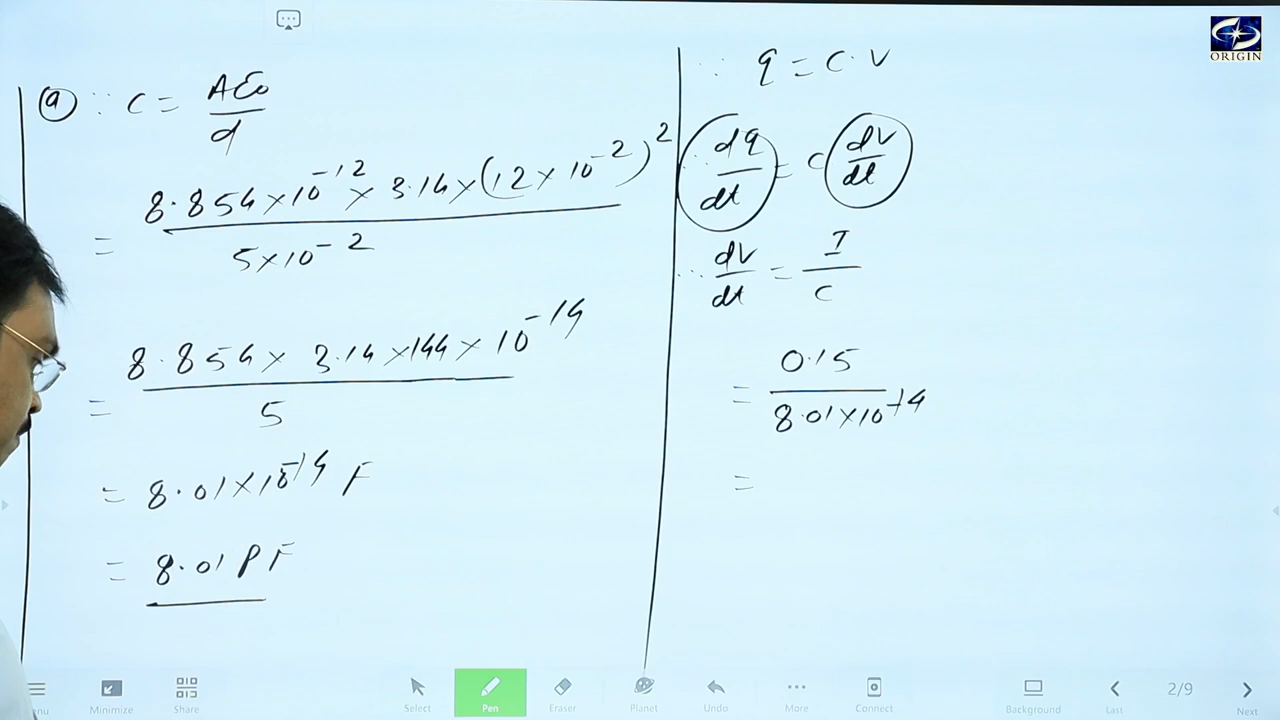 ORIGIN
(a) ∵ C = Aε₀ / d
= 8.854 × 10⁻¹² × 3.14 × (12 × 10⁻²)² / 5 × 10⁻²
= 8.854 × 3.14 × 144 × 10⁻¹⁴ / 5
= 8.01 × 10⁻¹⁴ F
= 8.01 PF
∵ q = C · V
∴ dq/dt = C dV/dt
∴ dV/dt = I / C
= 0.15 / 8.01 × 10⁻¹⁴
=
enu
Minimize
Share
Select
Pen
Eraser
Planet
Undo
More
Connect
Background
Last
2/9
Next